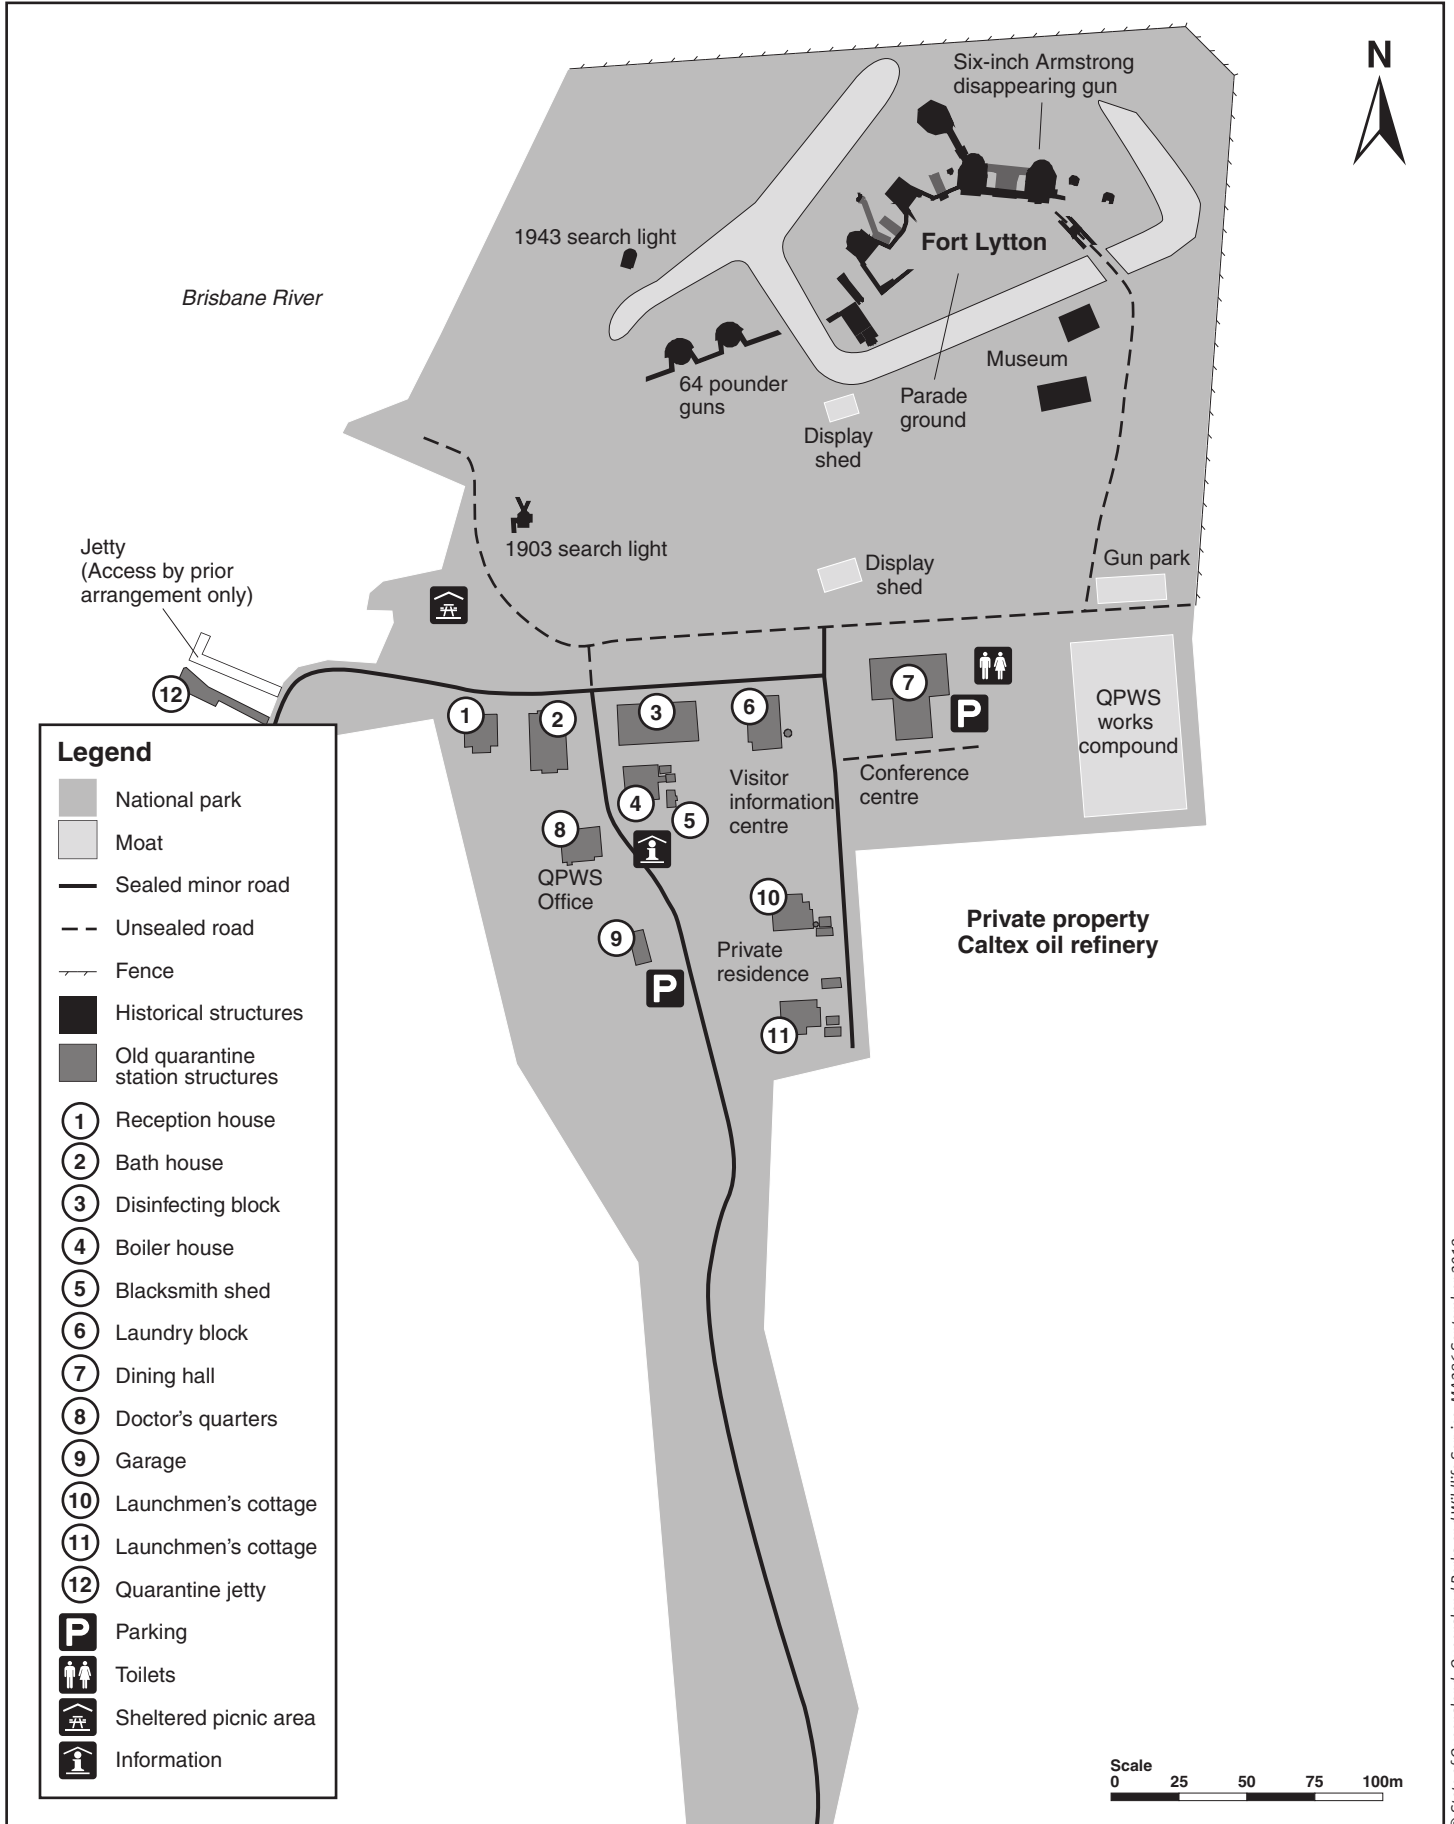 N
Six-inch Armstrong
disappearing gun
1943 search light
Fort Lytton
Brisbane River
Museum
64 pounder
guns
Parade
ground
Display
shed
1903 search light
Jetty
(Access by prior
arrangement only)
Display
shed
Gun park
12
1
2
3
6
7
P
QPWS
works
compound
4
5
8
Visitor
information
centre
Conference
centre
QPWS
Office
10
9
Private
residence
P
11
Private property
Caltex oil refinery
Legend
National park
Moat
Sealed minor road
Unsealed road
Fence
Historical structures
Old quarantine
station structures
1 Reception house
2 Bath house
3 Disinfecting block
4 Boiler house
5 Blacksmith shed
6 Laundry block
7 Dining hall
8 Doctor’s quarters
9 Garage
10 Launchmen’s cottage
11 Launchmen’s cottage
12 Quarantine jetty
P Parking
Toilets
Sheltered picnic area
Information
Scale
0 25 50 75 100m